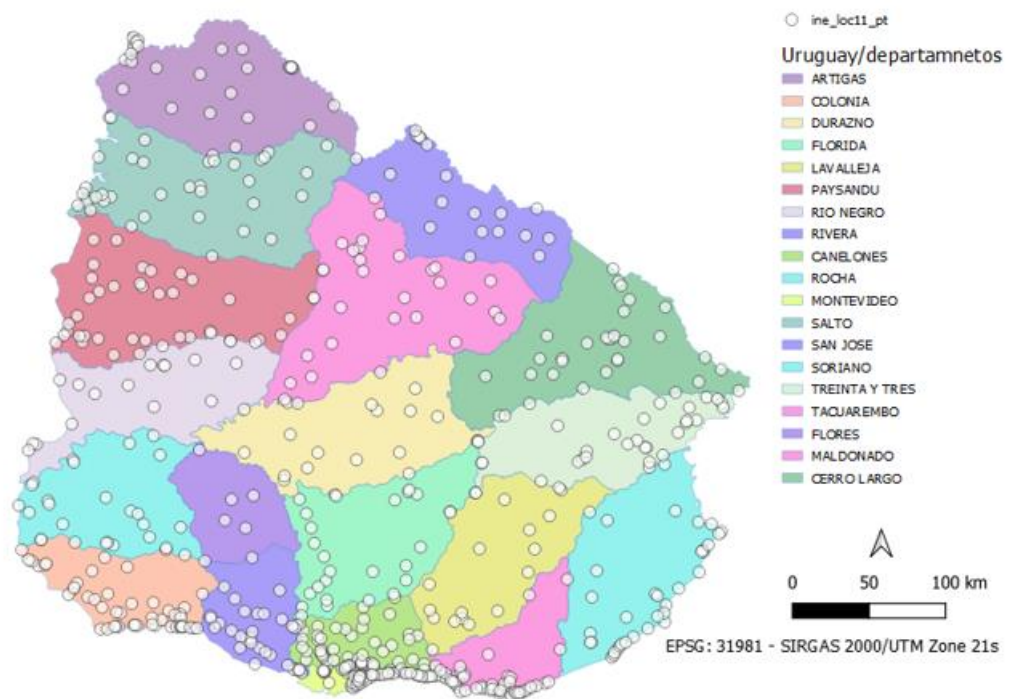 ine_loc11_pt
Uruguay/departamnetos
ARTIGAS
COLONIA
DURAZNO
FLORIDA
LAVALLEJA
PAYSANDU
RIO NEGRO
RIVERA
CANELONES
ROCHA
MONTEVIDEO
SALTO
SAN JOSE
SORIANO
TREINTA Y TRES
TACUAREMBO
FLORES
MALDONADO
CERRO LARGO
0 50 100 km
EPSG: 31981 - SIRGAS 2000/UTM Zone 21s